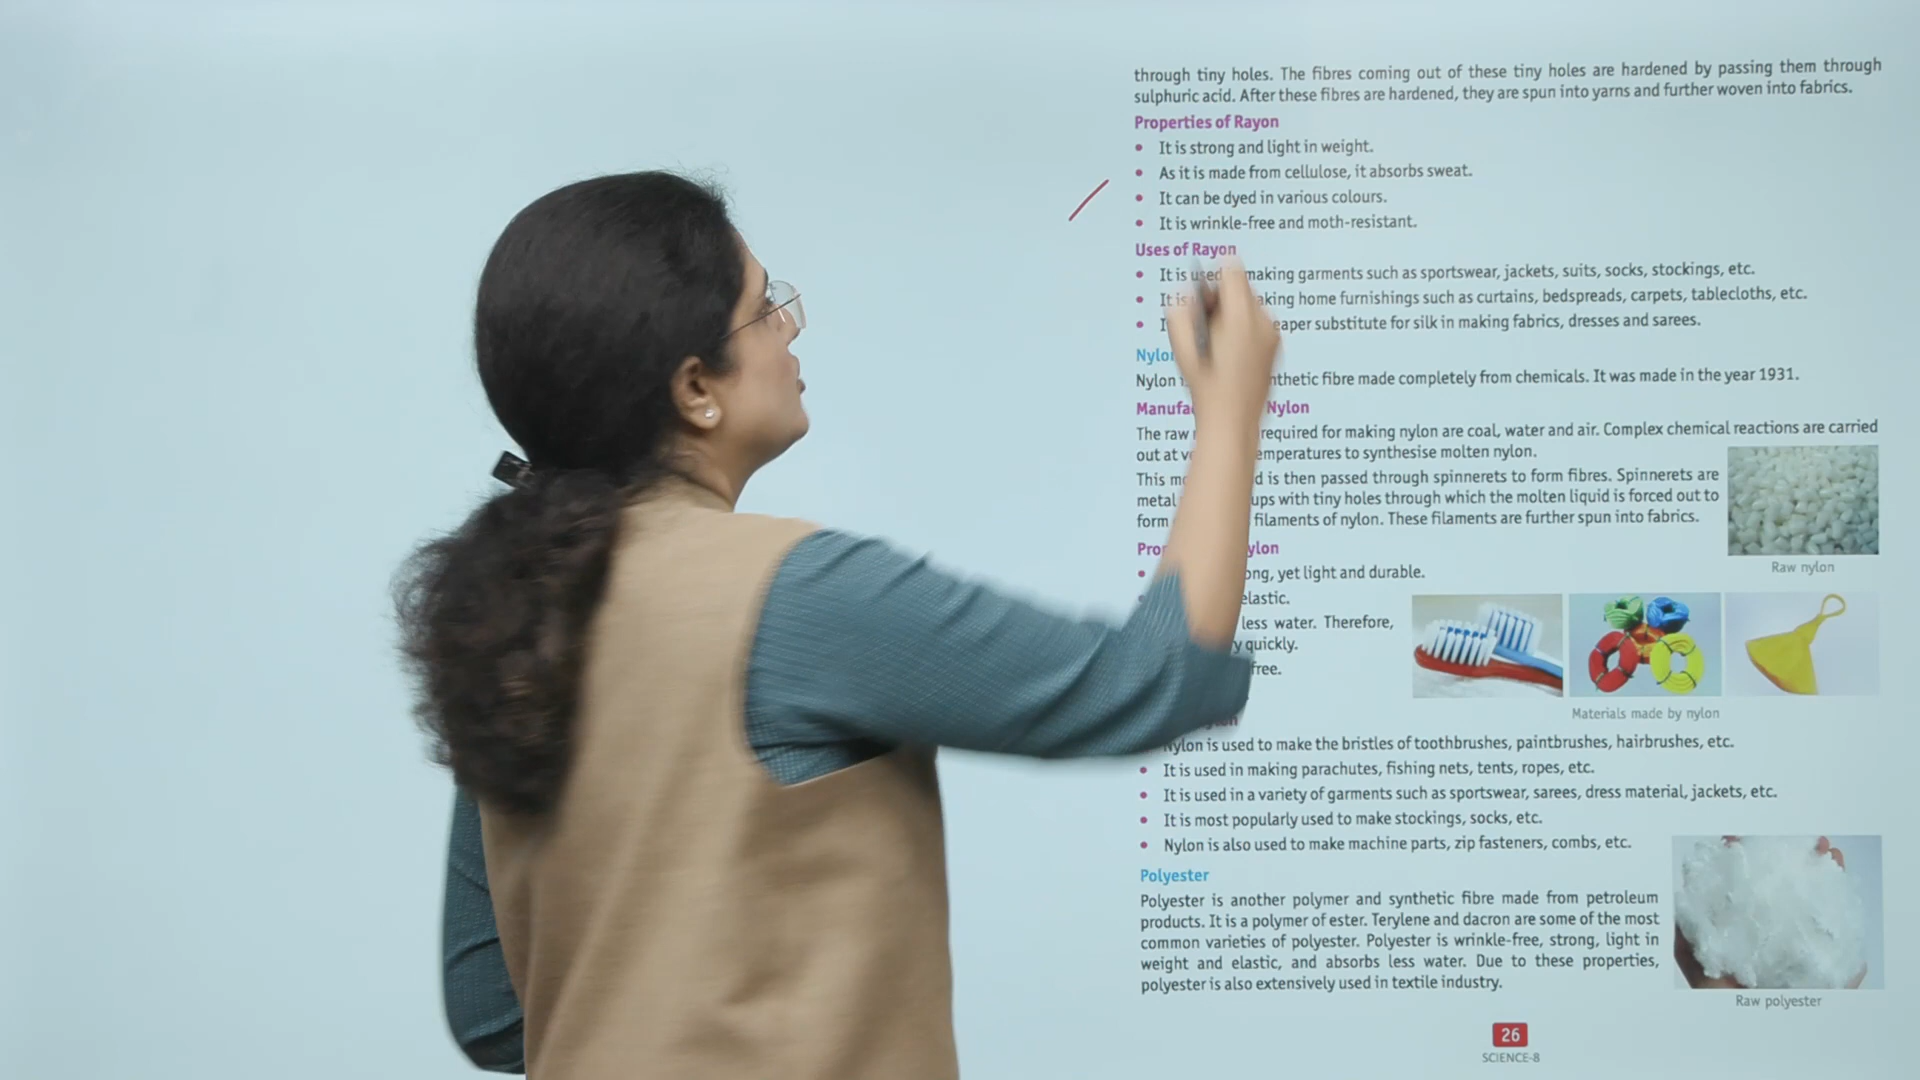 through tiny holes. The fibres coming out of these tiny holes are hardened by passing them through
sulphuric acid. After these fibres are hardened, they are spun into yarns and further woven into fabrics.
Properties of Rayon
• It is strong and light in weight.
• As it is made from cellulose, it absorbs sweat.
• It can be dyed in various colours.
• It is wrinkle-free and moth-resistant.
Uses of Rayon
• It is used making garments such as sportswear, jackets, suits, socks, stockings, etc.
• It is making home furnishings such as curtains, bedspreads, carpets, tablecloths, etc.
• substitute for silk in making fabrics, dresses and sarees.
Nylon
Nylon fibre made completely from chemicals. It was made in the year 1931.
Nylon
The raw required for making nylon are coal, water and air. Complex chemical reactions are carried
out at temperatures to synthesise molten nylon.
This is then passed through spinnerets to form fibres. Spinnerets are
metal with tiny holes through which the molten liquid is forced out to
form filaments of nylon. These filaments are further spun into fabrics.
Raw nylon
yet light and durable.
elastic.
less water. Therefore,
quickly.
free.
Materials made by nylon
Nylon is used to make the bristles of toothbrushes, paintbrushes, hairbrushes, etc.
• It is used in making parachutes, fishing nets, tents, ropes, etc.
• It is used in a variety of garments such as sportswear, sarees, dress material, jackets, etc.
• It is most popularly used to make stockings, socks, etc.
• Nylon is also used to make machine parts, zip fasteners, combs, etc.
Polyester
Polyester is another polymer and synthetic fibre made from petroleum
products. It is a polymer of ester. Terylene and dacron are some of the most
common varieties of polyester. Polyester is wrinkle-free, strong, light in
weight and elastic, and absorbs less water. Due to these properties,
polyester is also extensively used in textile industry.
Raw polyester
26
SCIENCE-8